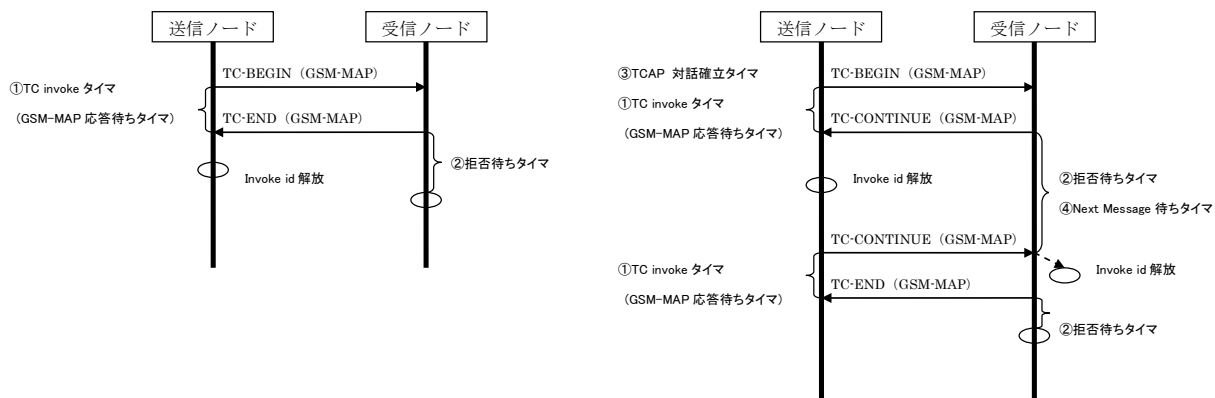 送信ノード
受信ノード
TC-BEGIN（GSM-MAP）
①TC invoke タイマ
（GSM-MAP 応答待ちタイマ）
TC-END（GSM-MAP）
②拒否待ちタイマ
Invoke id 解放
送信ノード
受信ノード
③TCAP 対話確立タイマ
TC-BEGIN（GSM-MAP）
①TC invoke タイマ
（GSM-MAP 応答待ちタイマ）
TC-CONTINUE（GSM-MAP）
Invoke id 解放
②拒否待ちタイマ
④Next Message 待ちタイマ
TC-CONTINUE（GSM-MAP）
①TC invoke タイマ
Invoke id 解放
（GSM-MAP 応答待ちタイマ）
TC-END（GSM-MAP）
②拒否待ちタイマ